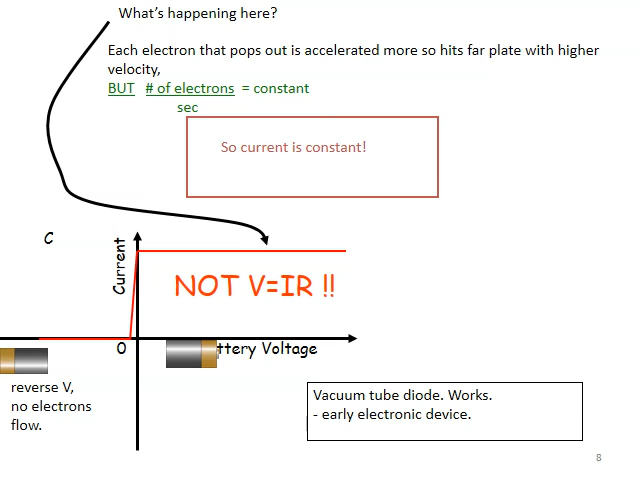 What's happening here?
Each electron that pops out is accelerated more so hits far plate with higher
velocity,
BUT # of electrons = constant
sec
So current is constant!
C
Current
NOT V=IR !!
0
ttery Voltage
reverse V,
no electrons
flow.
Vacuum tube diode. Works.
- early electronic device.
8